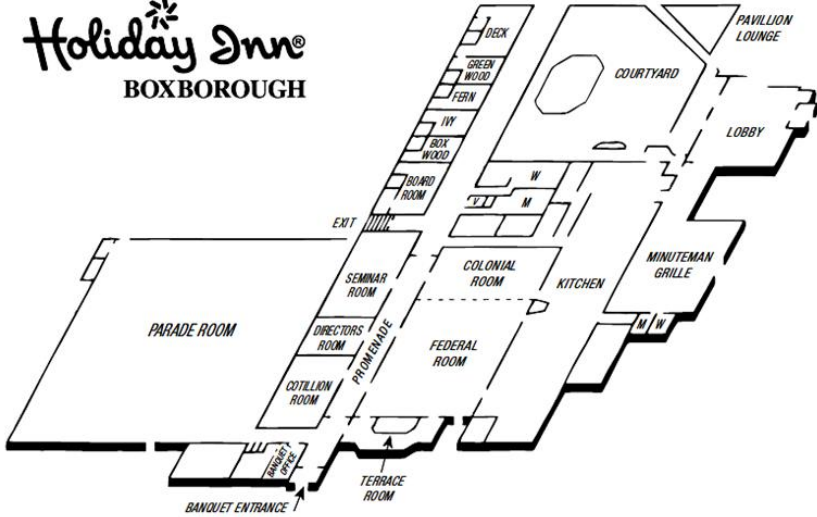 Holiday Inn®
BOXBOROUGH
DECK
GREEN
WOOD
FERN
IVY
BOX
WOOD
BOARD
ROOM
EXIT
COURTYARD
PAVILLION
LOUNGE
LOBBY
W
V
M
SEMINAR
ROOM
COLONIAL
ROOM
KITCHEN
MINUTEMAN
GRILLE
M W
PARADE ROOM
DIRECTORS
ROOM
PROMENADE
FEDERAL
ROOM
COTILLION
ROOM
BANQUET
OFFICE
TERRACE
ROOM
BANQUET ENTRANCE